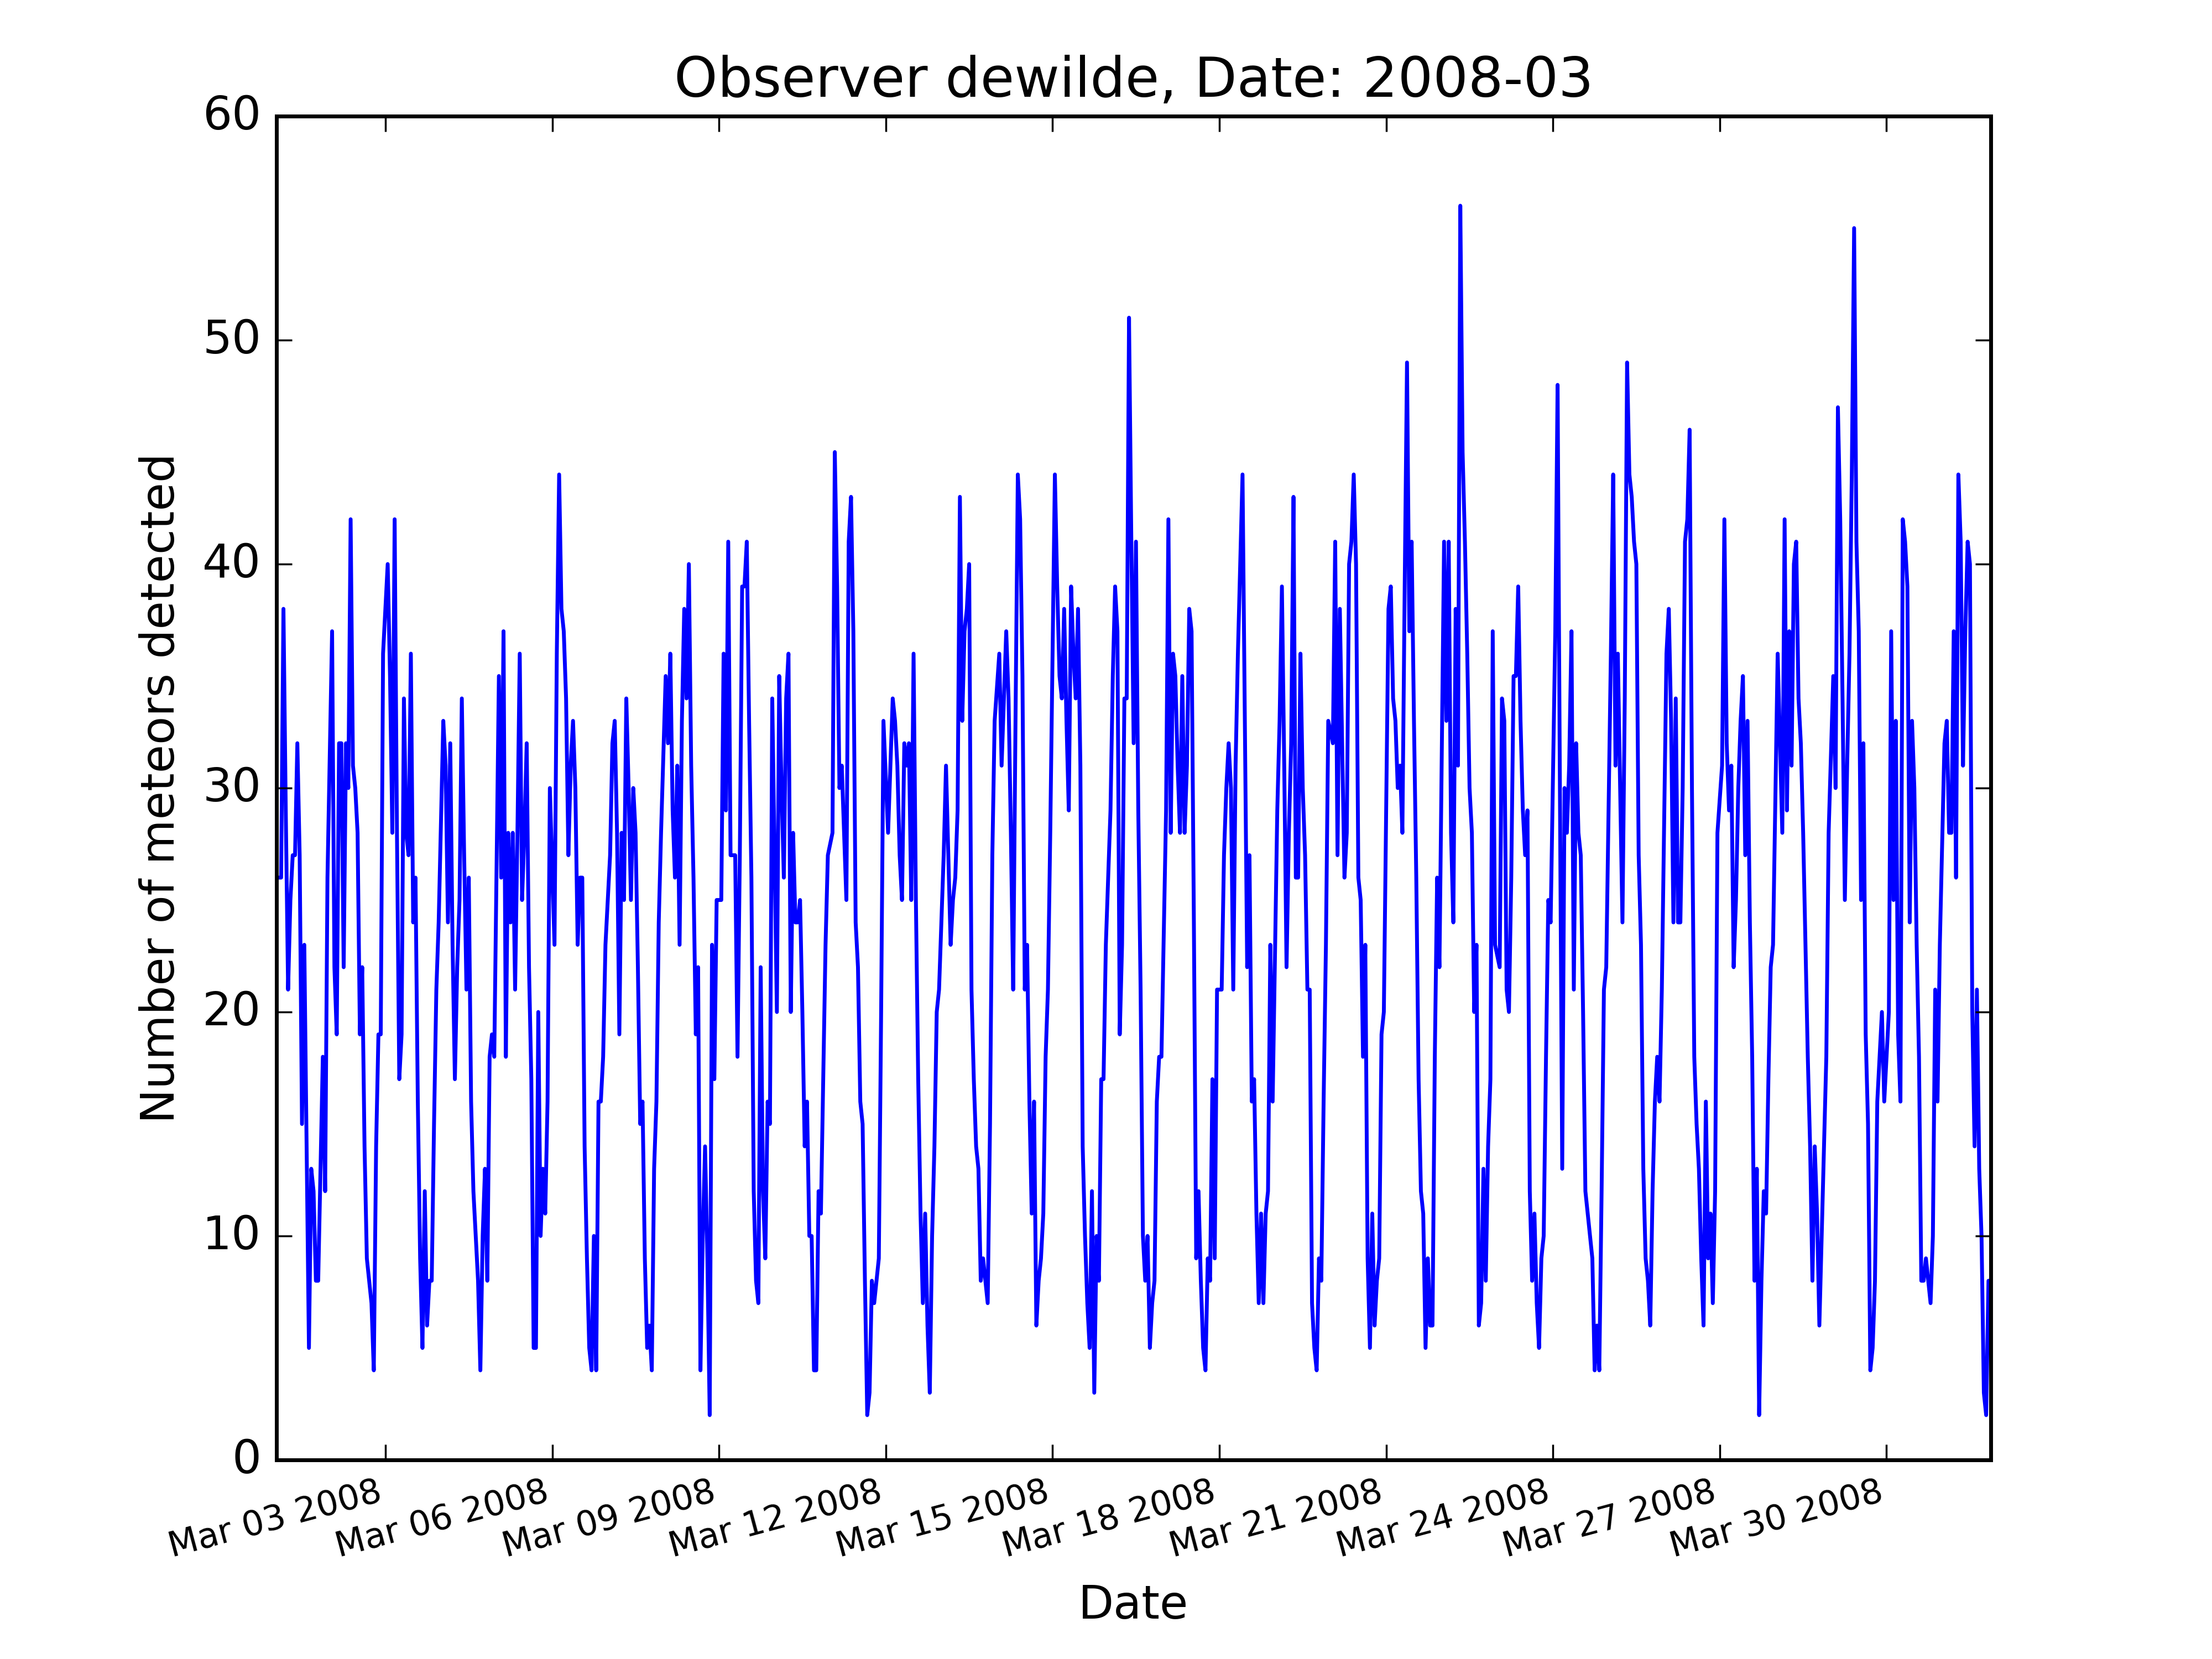 Observer dewilde, Date: 2008-03
60
50
40
30
20
10
0
Number of meteors detected
Mar 03 2008
Mar 06 2008
Mar 09 2008
Mar 12 2008
Mar 15 2008
Mar 18 2008
Mar 21 2008
Mar 24 2008
Mar 27 2008
Mar 30 2008
Date